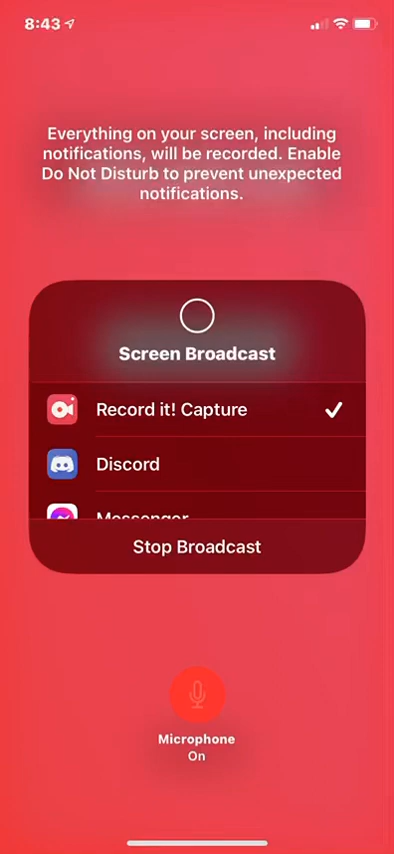 8:43
Everything on your screen, including
notifications, will be recorded. Enable
Do Not Disturb to prevent unexpected
notifications.
Screen Broadcast
Record it! Capture
Discord
Messenger
Stop Broadcast
Microphone
On